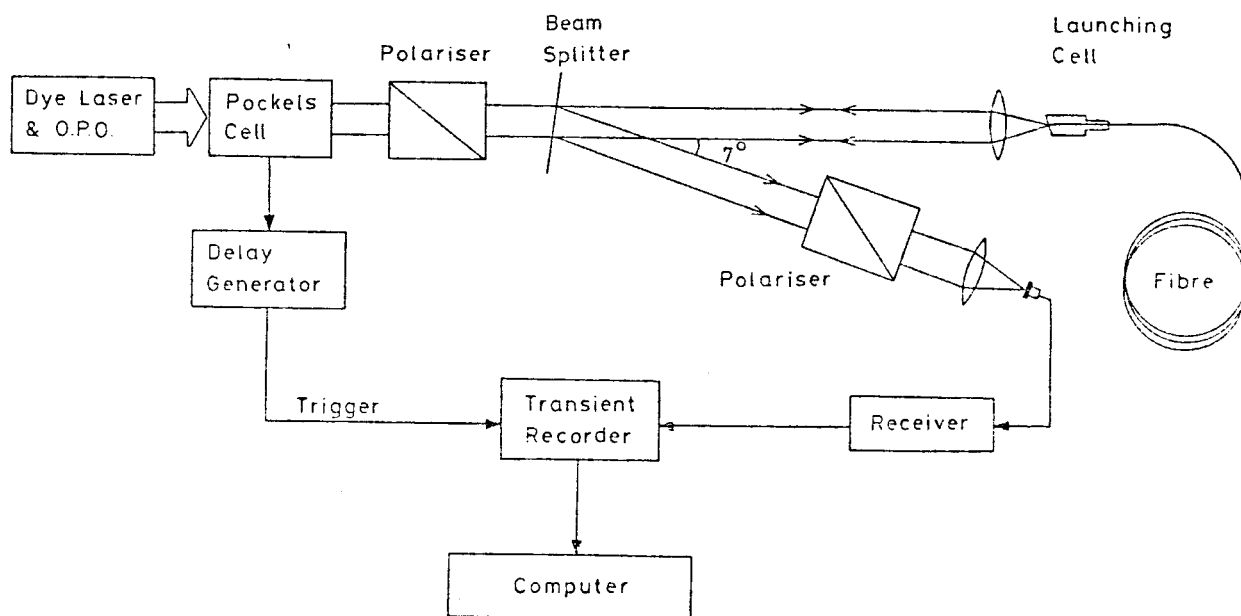 Beam
Splitter
Launching
Cell
Polariser
Dye Laser
& O.P.O.
Pockels
Cell
7°
Delay
Generator
Polariser
Fibre
Trigger
Transient
Recorder
Receiver
Computer